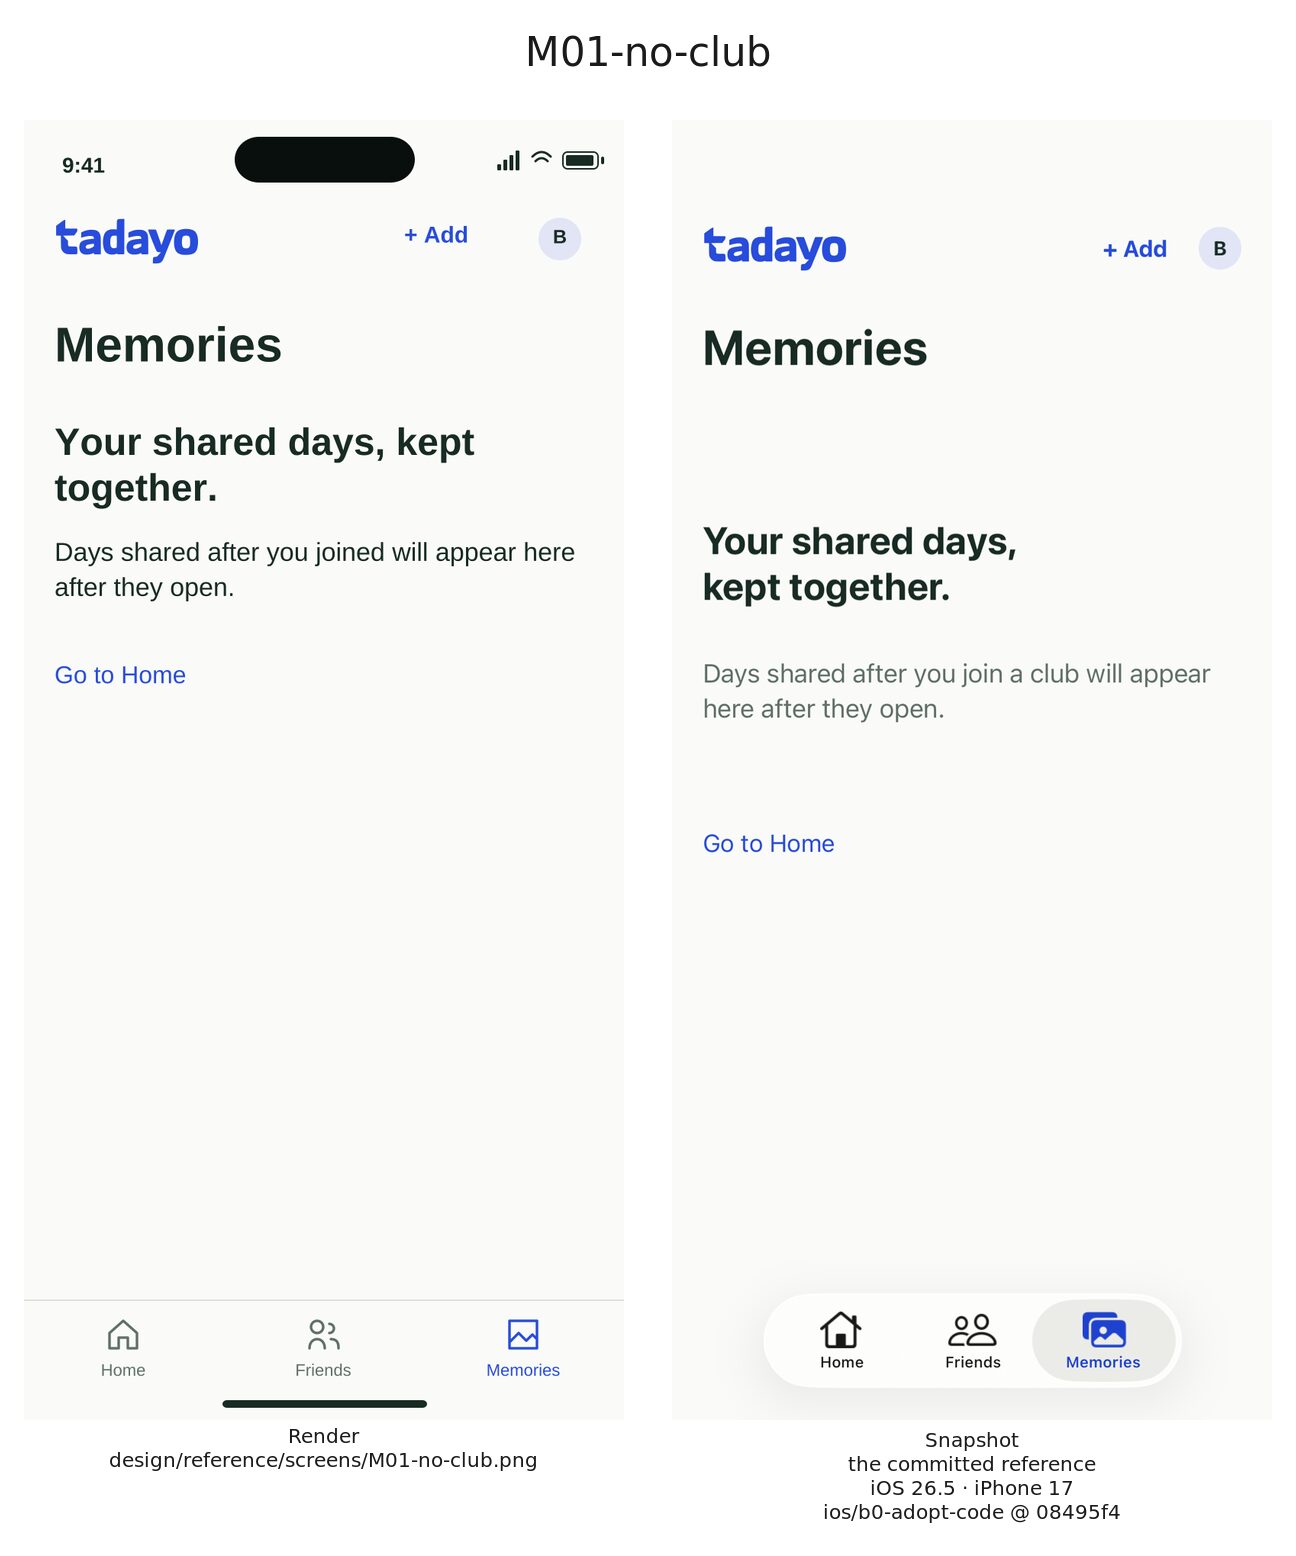 M01-no-club
9:41
tadayo
+ Add
B
Memories
Your shared days, kept
together.
Days shared after you joined will appear here
after they open.
Go to Home
Home
Friends
Memories
Render
design/reference/screens/M01-no-club.png
tadayo
+ Add
B
Memories
Your shared days,
kept together.
Days shared after you join a club will appear
here after they open.
Go to Home
Home
Friends
Memories
Snapshot
the committed reference
iOS 26.5 · iPhone 17
ios/b0-adopt-code @ 08495f4